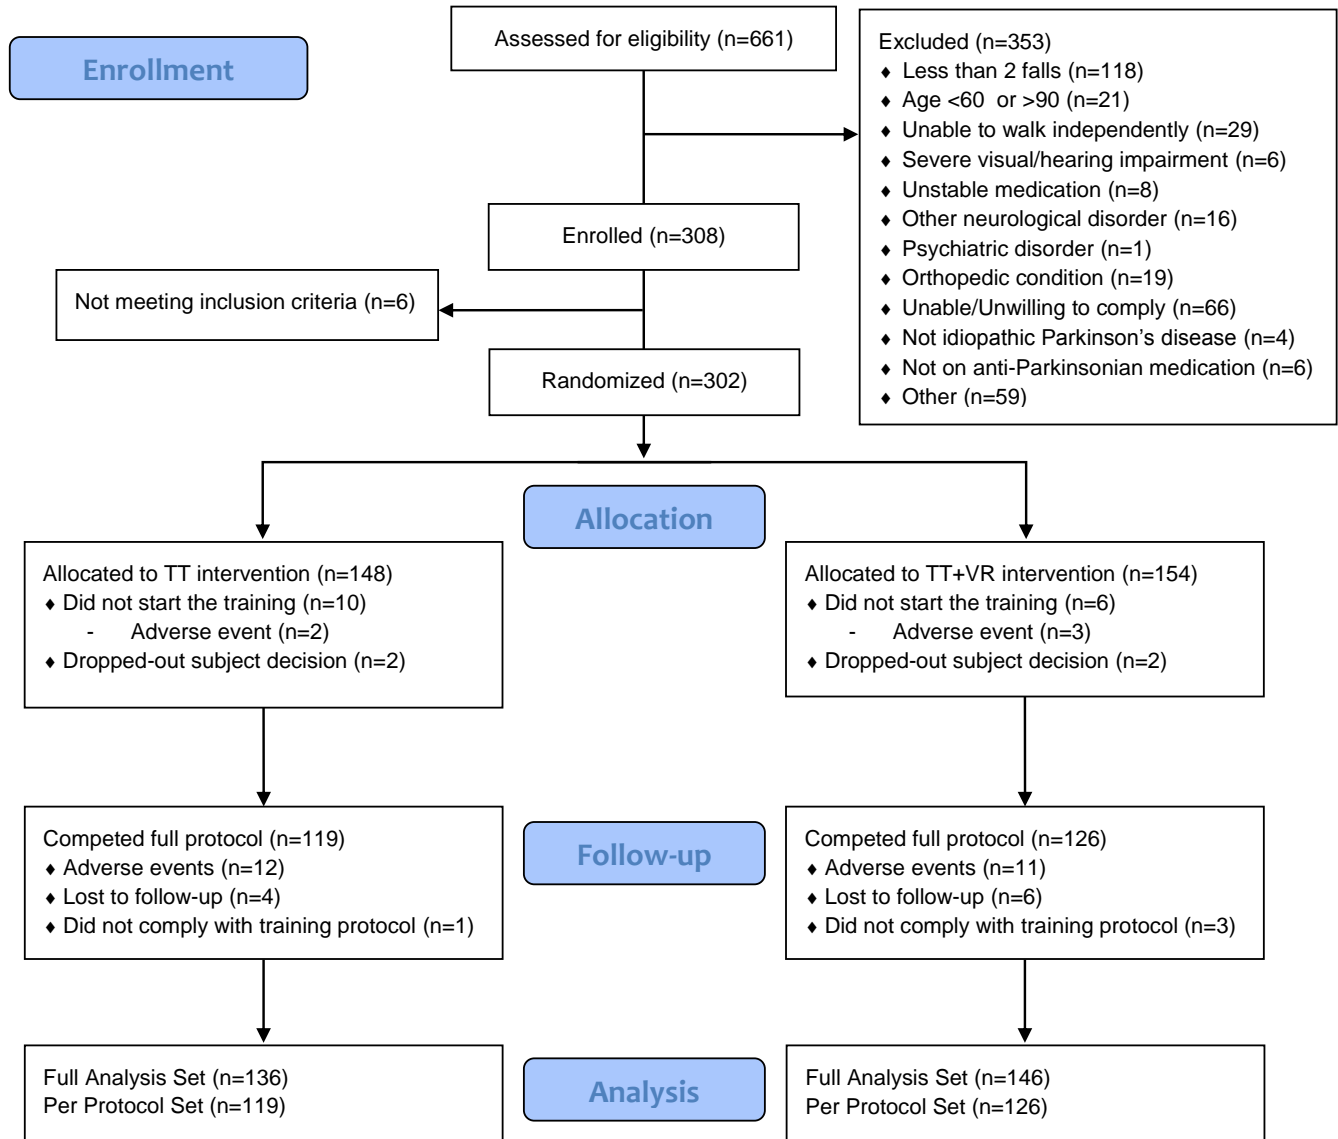 Enrollment
Assessed for eligibility (n=661)
Excluded (n=353)
♦ Less than 2 falls (n=118)
♦ Age <60 or >90 (n=21)
♦ Unable to walk independently (n=29)
♦ Severe visual/hearing impairment (n=6)
♦ Unstable medication (n=8)
♦ Other neurological disorder (n=16)
♦ Psychiatric disorder (n=1)
♦ Orthopedic condition (n=19)
♦ Unable/Unwilling to comply (n=66)
♦ Not idiopathic Parkinson's disease (n=4)
♦ Not on anti-Parkinsonian medication (n=6)
♦ Other (n=59)
Enrolled (n=308)
Not meeting inclusion criteria (n=6)
Randomized (n=302)
Allocation
Allocated to TT intervention (n=148)
♦ Did not start the training (n=10)
- Adverse event (n=2)
♦ Dropped-out subject decision (n=2)
Allocated to TT+VR intervention (n=154)
♦ Did not start the training (n=6)
- Adverse event (n=3)
♦ Dropped-out subject decision (n=2)
Follow-up
Competed full protocol (n=119)
♦ Adverse events (n=12)
♦ Lost to follow-up (n=4)
♦ Did not comply with training protocol (n=1)
Competed full protocol (n=126)
♦ Adverse events (n=11)
♦ Lost to follow-up (n=6)
♦ Did not comply with training protocol (n=3)
Analysis
Full Analysis Set (n=136)
Per Protocol Set (n=119)
Full Analysis Set (n=146)
Per Protocol Set (n=126)